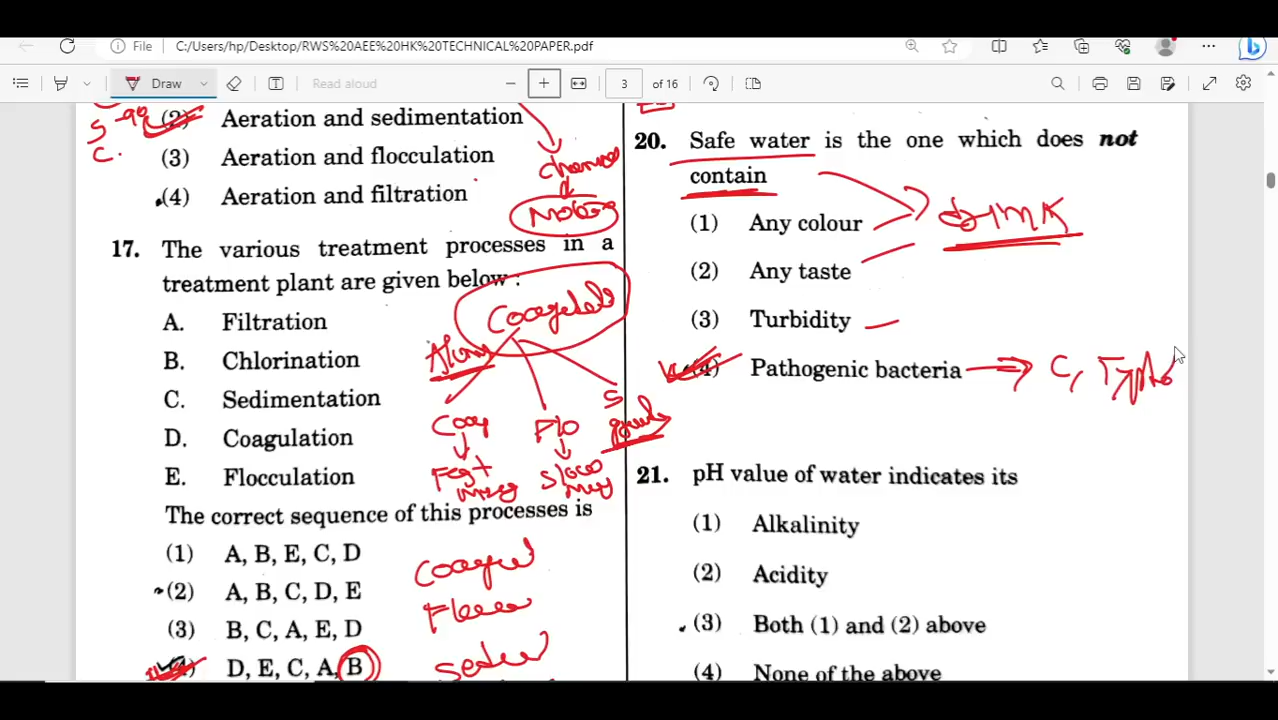 File
C:/Users/hp/Desktop/RWS%20AEE%20HK%20TECHNICAL%20PAPER.pdf
Draw
Read aloud
3 of 16
(2) Aeration and sedimentation
(3) Aeration and flocculation
(4) Aeration and filtration
17. The various treatment processes in a
treatment plant are given below :
A. Filtration
B. Chlorination
C. Sedimentation
D. Coagulation
E. Flocculation
The correct sequence of this processes is
(1) A, B, E, C, D
(2) A, B, C, D, E
(3) B, C, A, E, D
D, E, C, A, B
S
C.
Alum
Flo
S
20. Safe water is the one which does not
contain
(1) Any colour
(2) Any taste
(3) Turbidity
(4) Pathogenic bacteria
C, Typho
21. pH value of water indicates its
(1) Alkalinity
(2) Acidity
(3) Both (1) and (2) above
(4) None of the above